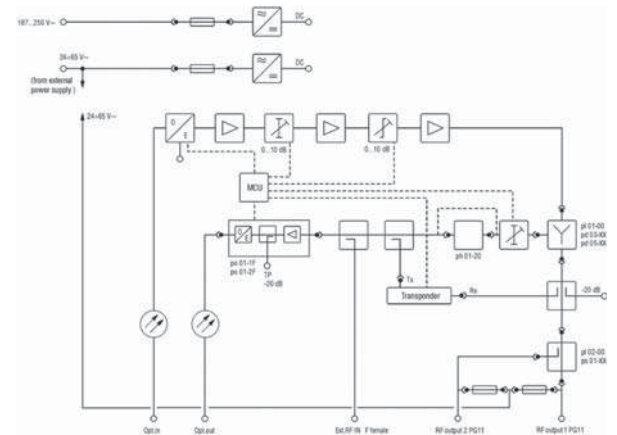 187...250 V~
DC
24÷65 V~
DC
(from external
power supply )
24÷65 V~
O
E
0...10 dB
0...10 dB
MCU
pl 01-00
pd 03-XX
pd 05-XX
O
E
po 01-1F
po 01-2F
TP
-20 dB
ph 01-20
Tx
Transponder
Rx
-20 dB
pl 02-00
ps 01-XX
Opt.in
Opt.out
Ext.RF IN F female
RF output 2 PG11
RF output 1 PG11